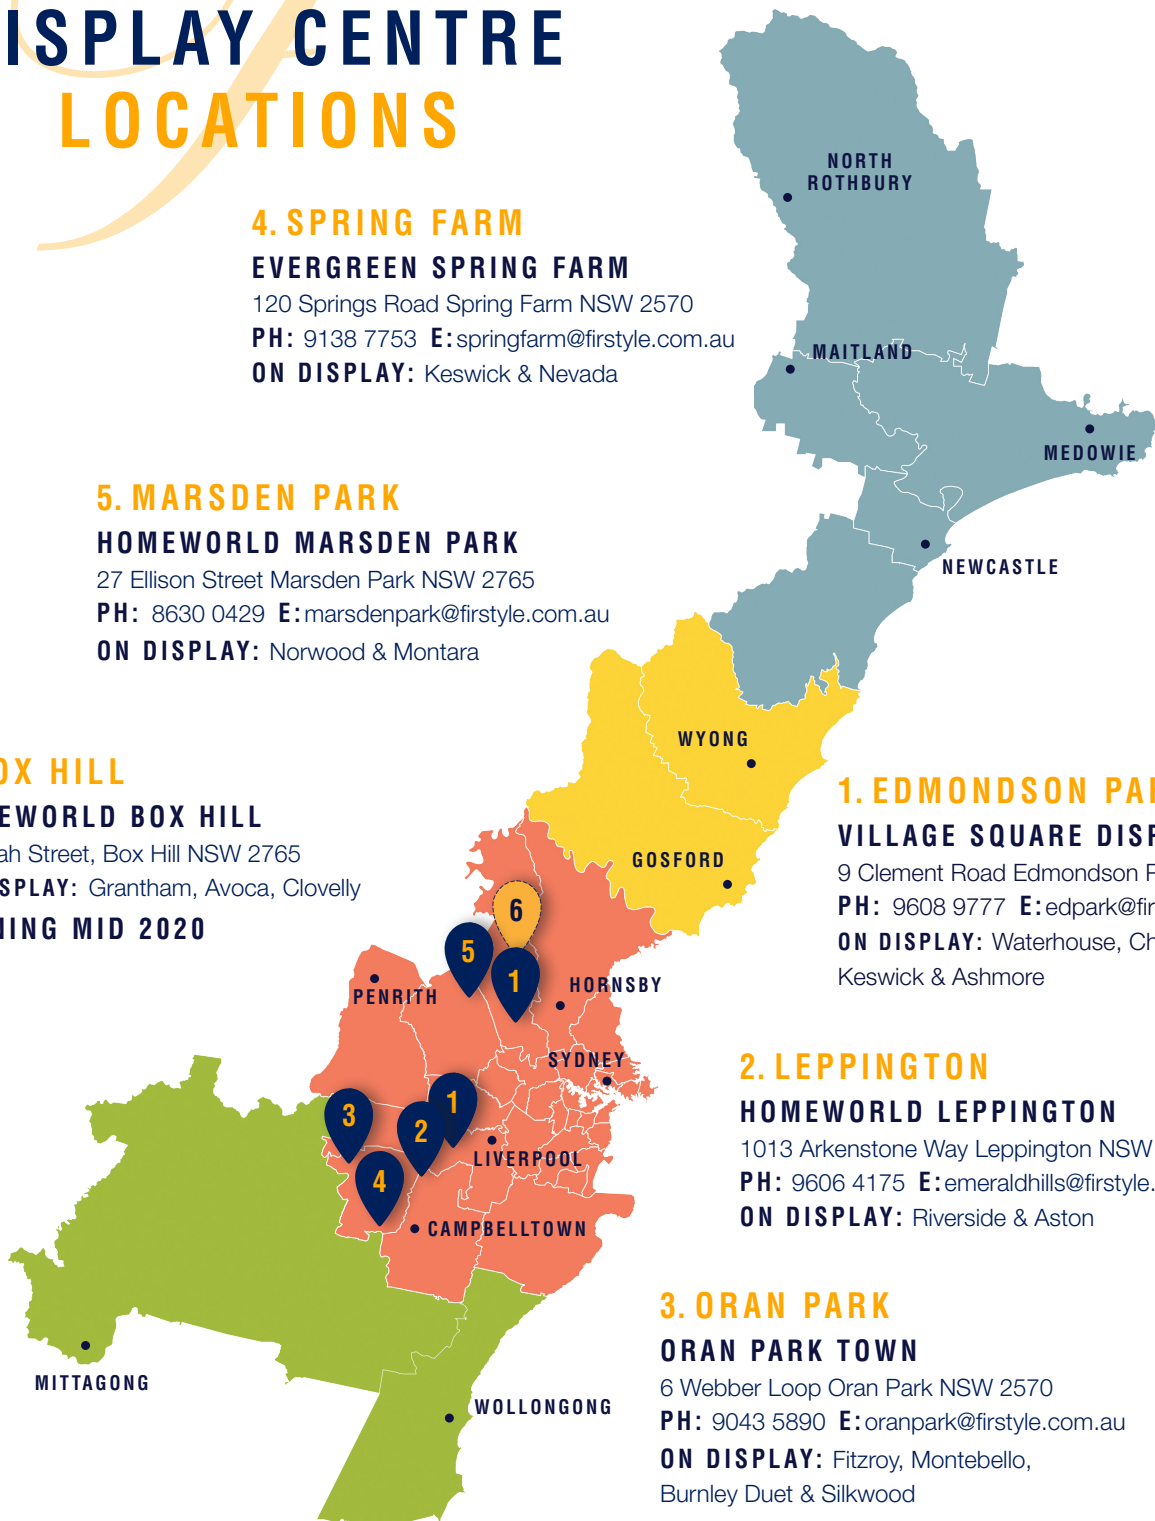 ISPLAY CENTRE
LOCATIONS
4. SPRING FARM
EVERGREEN SPRING FARM
120 Springs Road Spring Farm NSW 2570
PH: 9138 7753 E: springfarm@firstyle.com.au
ON DISPLAY: Keswick & Nevada
5. MARSDEN PARK
HOMEWORLD MARSDEN PARK
27 Ellison Street Marsden Park NSW 2765
PH: 8630 0429 E: marsdenpark@firstyle.com.au
ON DISPLAY: Norwood & Montara
OX HILL
EWORLD BOX HILL
ah Street, Box Hill NSW 2765
SPLAY: Grantham, Avoca, Clovelly
NING MID 2020
1. EDMONDSON PAR
VILLAGE SQUARE DISP
9 Clement Road Edmondson P
PH: 9608 9777 E: edpark@fir
ON DISPLAY: Waterhouse, Ch
Keswick & Ashmore
2. LEPPINGTON
HOMEWORLD LEPPINGTON
1013 Arkenstone Way Leppington NSW
PH: 9606 4175 E: emeraldhills@firstyle.
ON DISPLAY: Riverside & Aston
3. ORAN PARK
ORAN PARK TOWN
6 Webber Loop Oran Park NSW 2570
PH: 9043 5890 E: oranpark@firstyle.com.au
ON DISPLAY: Fitzroy, Montebello,
Burnley Duet & Silkwood
NORTH
ROTHBURY
MAITLAND
MEDOWIE
NEWCASTLE
WYONG
GOSFORD
6
5
1
PENRITH
HORNSBY
SYDNEY
3
1
2
LIVERPOOL
4
CAMPBELLTOWN
MITTAGONG
WOLLONGONG